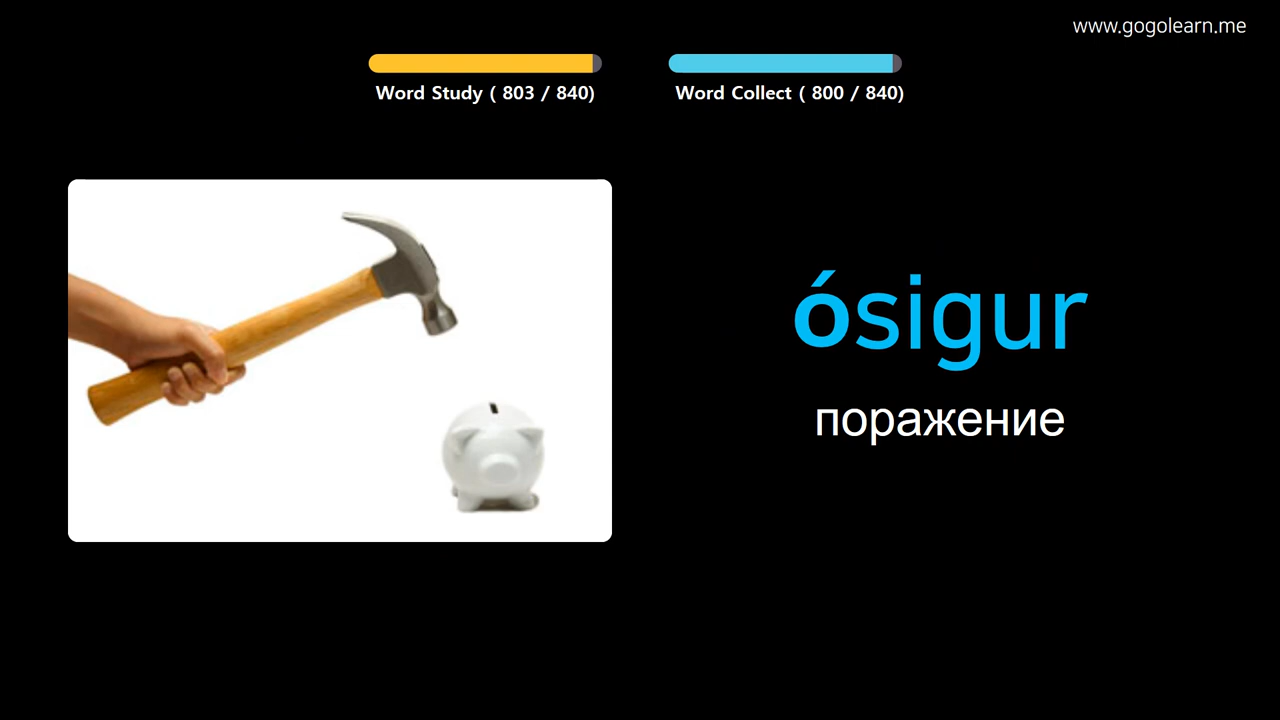 www.gogolearn.me
Word Study ( 803 / 840)
Word Collect ( 800 / 840)
ósigur
поражение